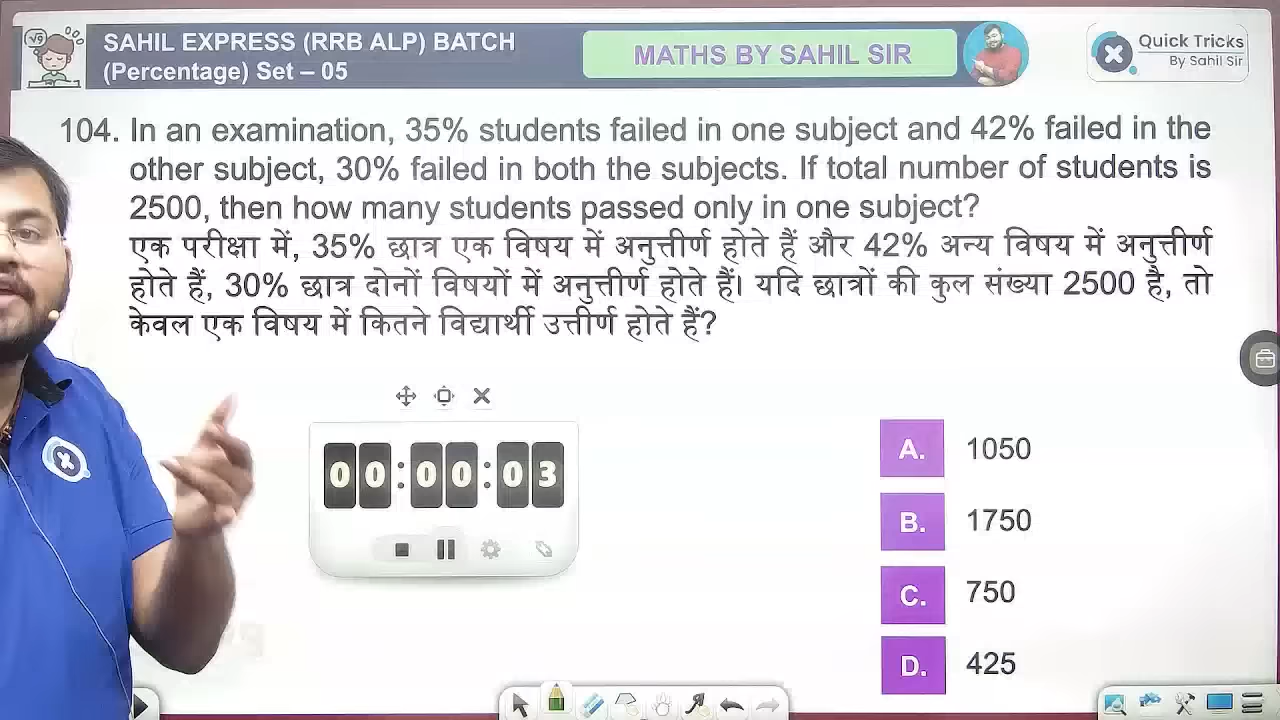 SAHIL EXPRESS (RRB ALP) BATCH
(Percentage) Set – 05
MATHS BY SAHIL SIR
Quick Tricks
By Sahil Sir
104. In an examination, 35% students failed in one subject and 42% failed in the
other subject, 30% failed in both the subjects. If total number of students is
2500, then how many students passed only in one subject?
एक परीक्षा में, 35% छात्र एक विषय में अनुत्तीर्ण होते हैं और 42% अन्य विषय में अनुत्तीर्ण
होते हैं, 30% छात्र दोनों विषयों में अनुत्तीर्ण होते हैं। यदि छात्रों की कुल संख्या 2500 है, तो
केवल एक विषय में कितने विद्यार्थी उत्तीर्ण होते हैं?
00:00:03
A. 1050
B. 1750
C. 750
D. 425